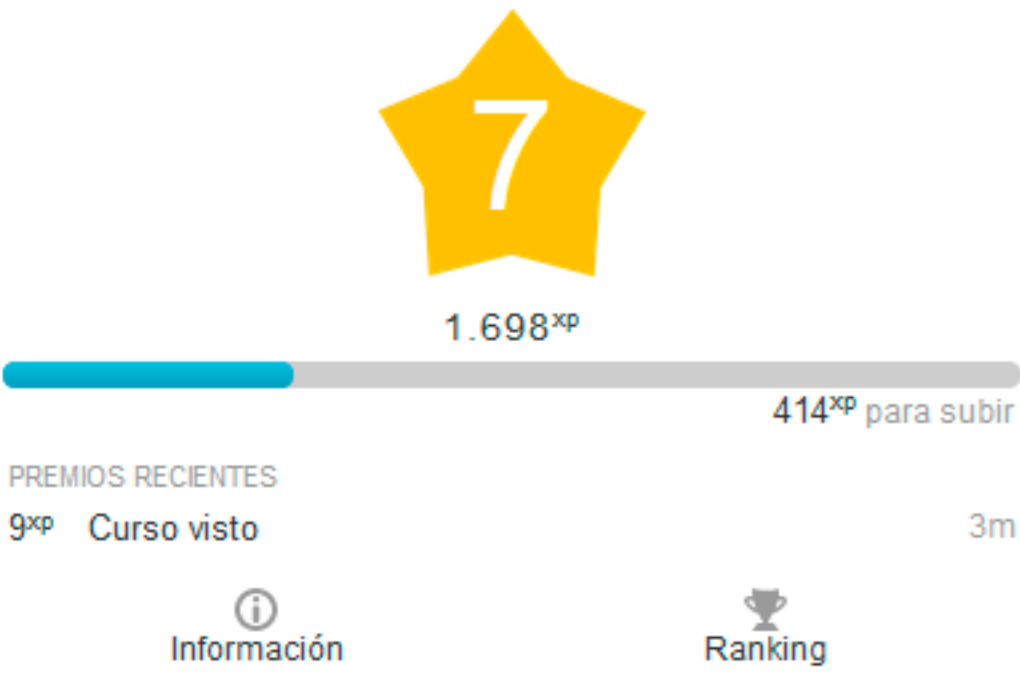 7
1.698xp
414xp para subir
PREMIOS RECIENTES
9xp Curso visto 3m
Información Ranking